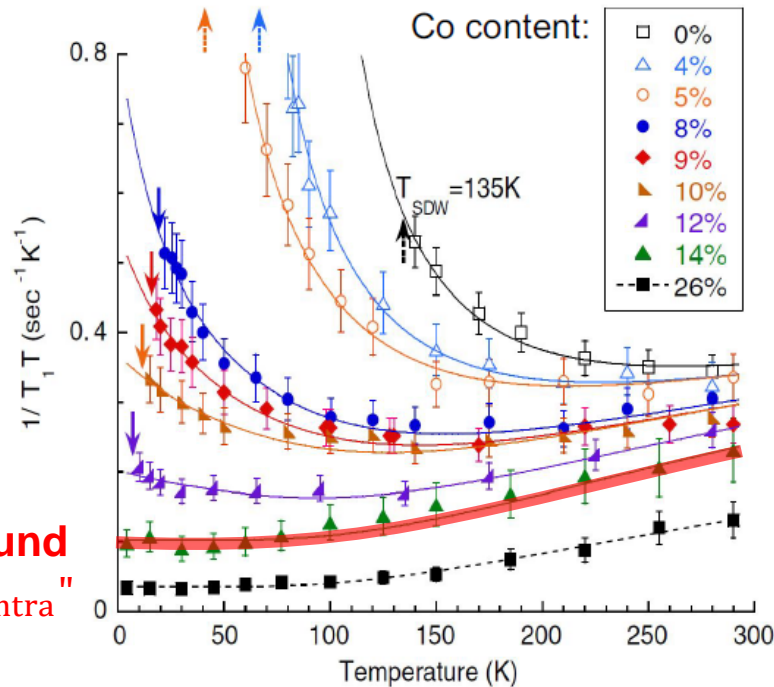 Co content:
0%
4%
5%
8%
9%
10%
12%
14%
26%
T SDW =135K
0.8
0.4
0
1/ T₁ T (sec⁻¹ K⁻¹)
0 50 100 150 200 250 300
Temperature (K)
und
ntra "